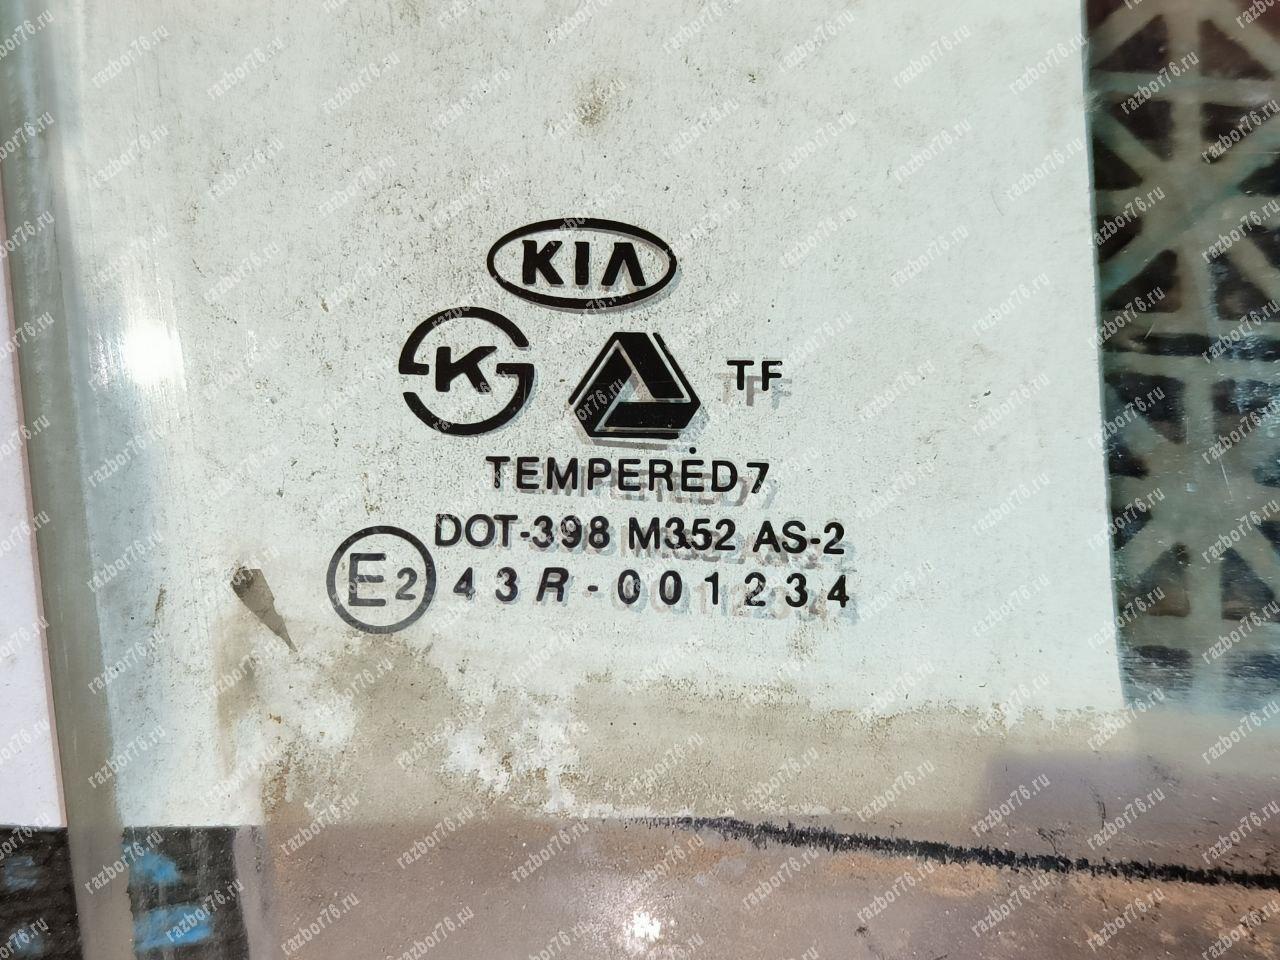 KIA
K
TF
TEMPERED7
DOT-398 M352 AS-2
E2 43R-001234
razbor76.ru